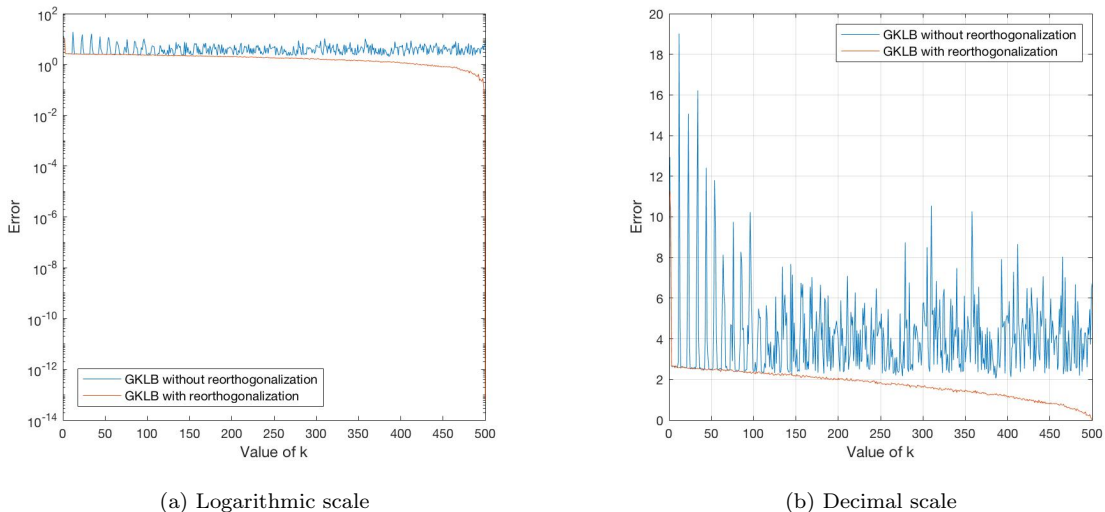 10^2
10^0
10^-2
10^-4
10^-6
10^-8
10^-10
10^-12
10^-14
Error
GKLB without reorthogonalization
GKLB with reorthogonalization
0 50 100 150 200 250 300 350 400 450 500
Value of k
(a) Logarithmic scale
20
18
16
14
12
10
8
6
4
2
0
Error
GKLB without reorthogonalization
GKLB with reorthogonalization
0 50 100 150 200 250 300 350 400 450 500
Value of k
(b) Decimal scale